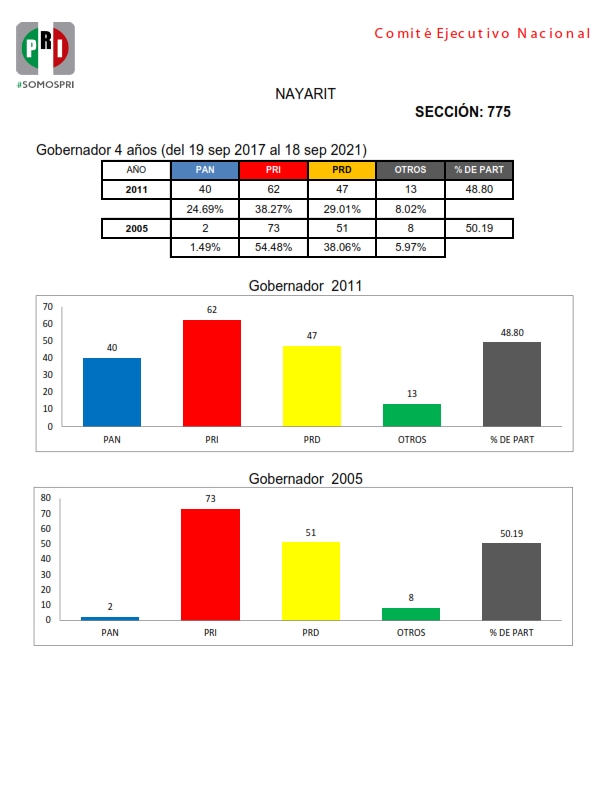 PRI
#SOMOSPRI
Comité Ejecutivo Nacional
NAYARIT
SECCIÓN: 775
Gobernador 4 años (del 19 sep 2017 al 18 sep 2021)
AÑO PAN PRI PRD OTROS % DE PART
2011 40 62 47 13 48.80
24.69% 38.27% 29.01% 8.02%
2005 2 73 51 8 50.19
1.49% 54.48% 38.06% 5.97%
Gobernador 2011
70
60
50
40
30
20
10
0
40
62
47
13
48.80
PAN PRI PRD OTROS % DE PART
Gobernador 2005
80
70
60
50
40
30
20
10
0
2
73
51
8
50.19
PAN PRI PRD OTROS % DE PART